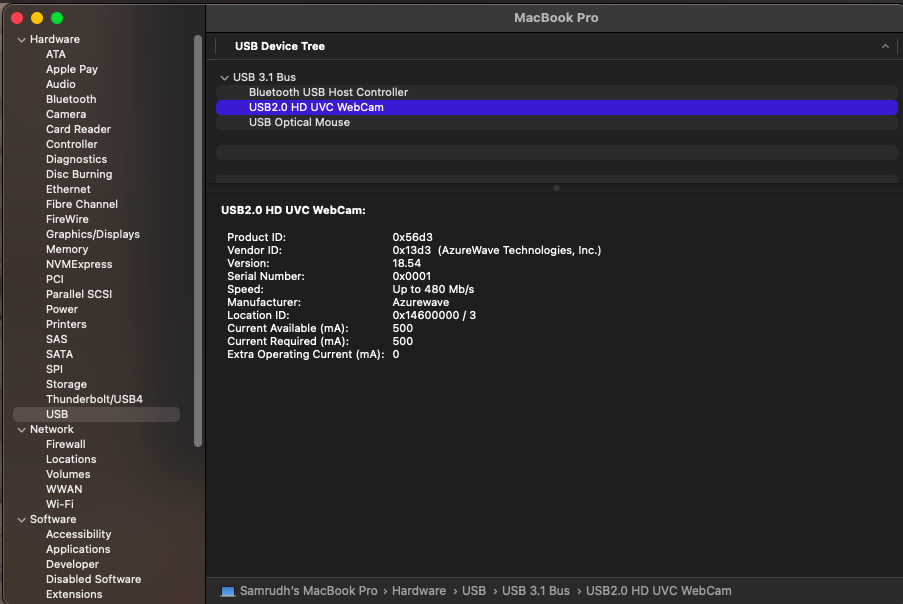 MacBook Pro
Hardware
ATA
Apple Pay
Audio
Bluetooth
Camera
Card Reader
Controller
Diagnostics
Disc Burning
Ethernet
Fibre Channel
FireWire
Graphics/Displays
Memory
NVMExpress
PCI
Parallel SCSI
Power
Printers
SAS
SATA
SPI
Storage
Thunderbolt/USB4
USB
Network
Firewall
Locations
Volumes
WWAN
Wi-Fi
Software
Accessibility
Applications
Developer
Disabled Software
Extensions
USB Device Tree
USB 3.1 Bus
Bluetooth USB Host Controller
USB2.0 HD UVC WebCam
USB Optical Mouse
USB2.0 HD UVC WebCam:
Product ID: 0x56d3
Vendor ID: 0x13d3 (AzureWave Technologies, Inc.)
Version: 18.54
Serial Number: 0x0001
Speed: Up to 480 Mb/s
Manufacturer: Azurewave
Location ID: 0x14600000 / 3
Current Available (mA): 500
Current Required (mA): 500
Extra Operating Current (mA): 0
Samrudh's MacBook Pro › Hardware › USB › USB 3.1 Bus › USB2.0 HD UVC WebCam